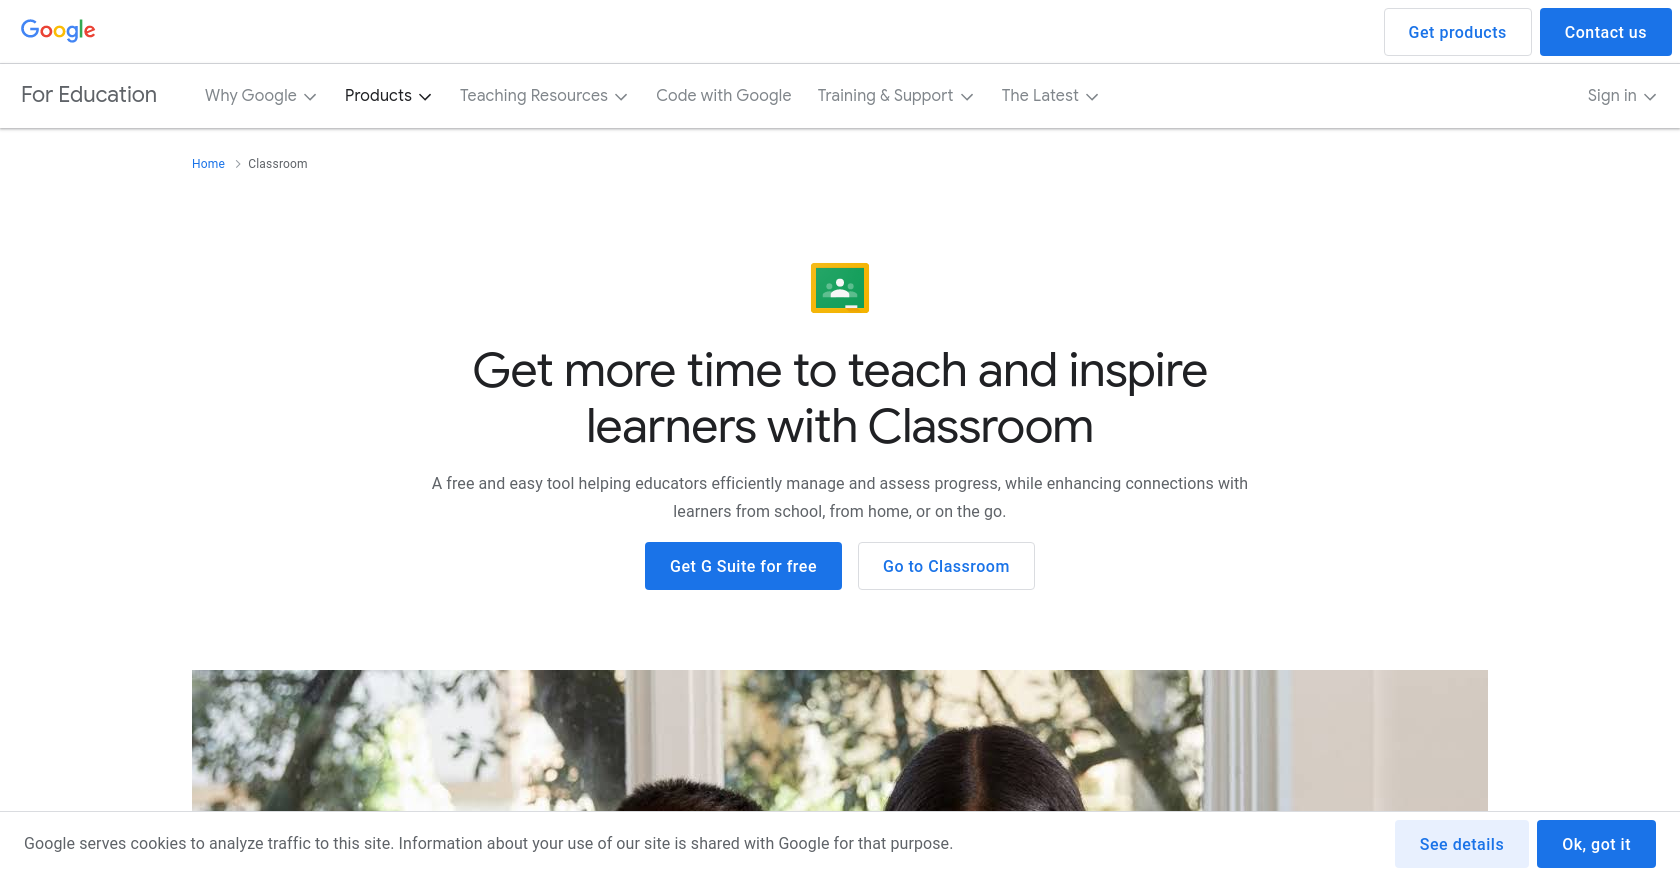 Google
Get products
Contact us
For Education
Why Google
Products
Teaching Resources
Code with Google
Training & Support
The Latest
Sign in
Home
Classroom
Get more time to teach and inspire
learners with Classroom
A free and easy tool helping educators efficiently manage and assess progress, while enhancing connections with
learners from school, from home, or on the go.
Get G Suite for free
Go to Classroom
Google serves cookies to analyze traffic to this site. Information about your use of our site is shared with Google for that purpose.
See details
Ok, got it